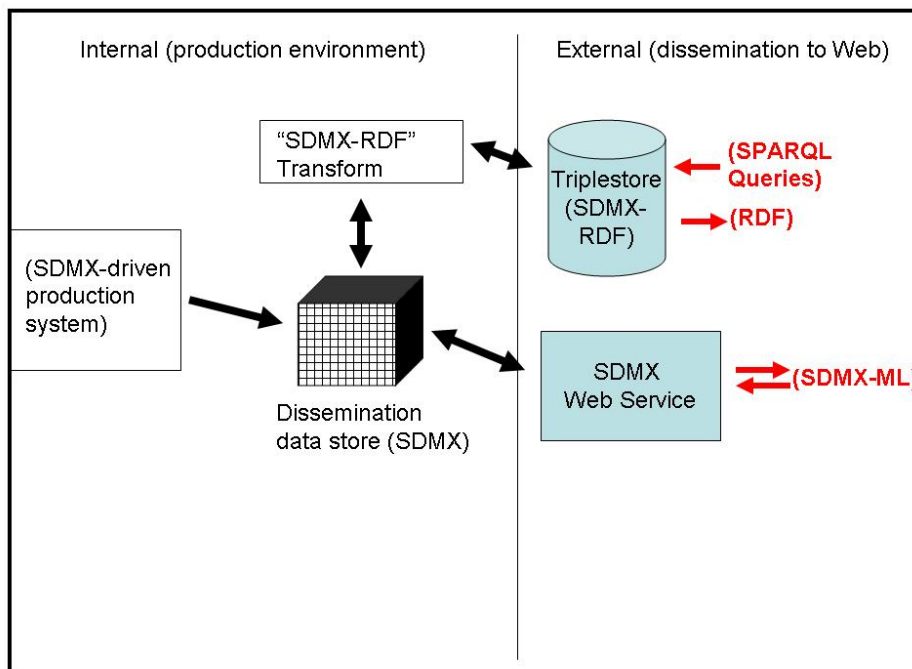 Internal (production environment)
External (dissemination to Web)
“SDMX-RDF”
Transform
Triplestore
(SDMX-
RDF)
(SPARQL
Queries)
(RDF)
(SDMX-driven
production
system)
Dissemination
data store (SDMX)
SDMX
Web Service
(SDMX-ML)